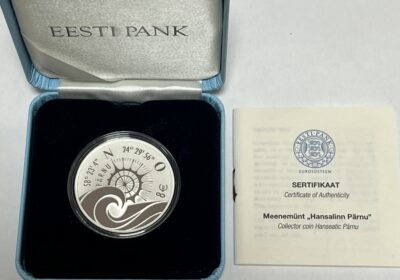 EESTI PANK
N O
58° 23' 4" 24° 29' 56"
PÄRNU
8€
EESTI PANK
EUROSÜSTEEM
SERTIFIKAAT
Certificate of Authenticity
Meenemünt „Hansalinn Pärnu"
Collector coin Hanseatic Pärnu